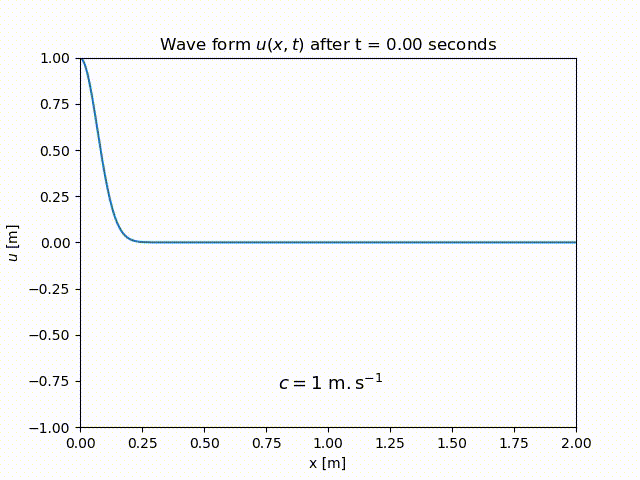 Wave form u(x, t) after t = 0.00 seconds
1.00
0.75
0.50
0.25
0.00
−0.25
−0.50
−0.75
−1.00
u [m]
c = 1 m.s⁻¹
0.00 0.25 0.50 0.75 1.00 1.25 1.50 1.75 2.00
x [m]